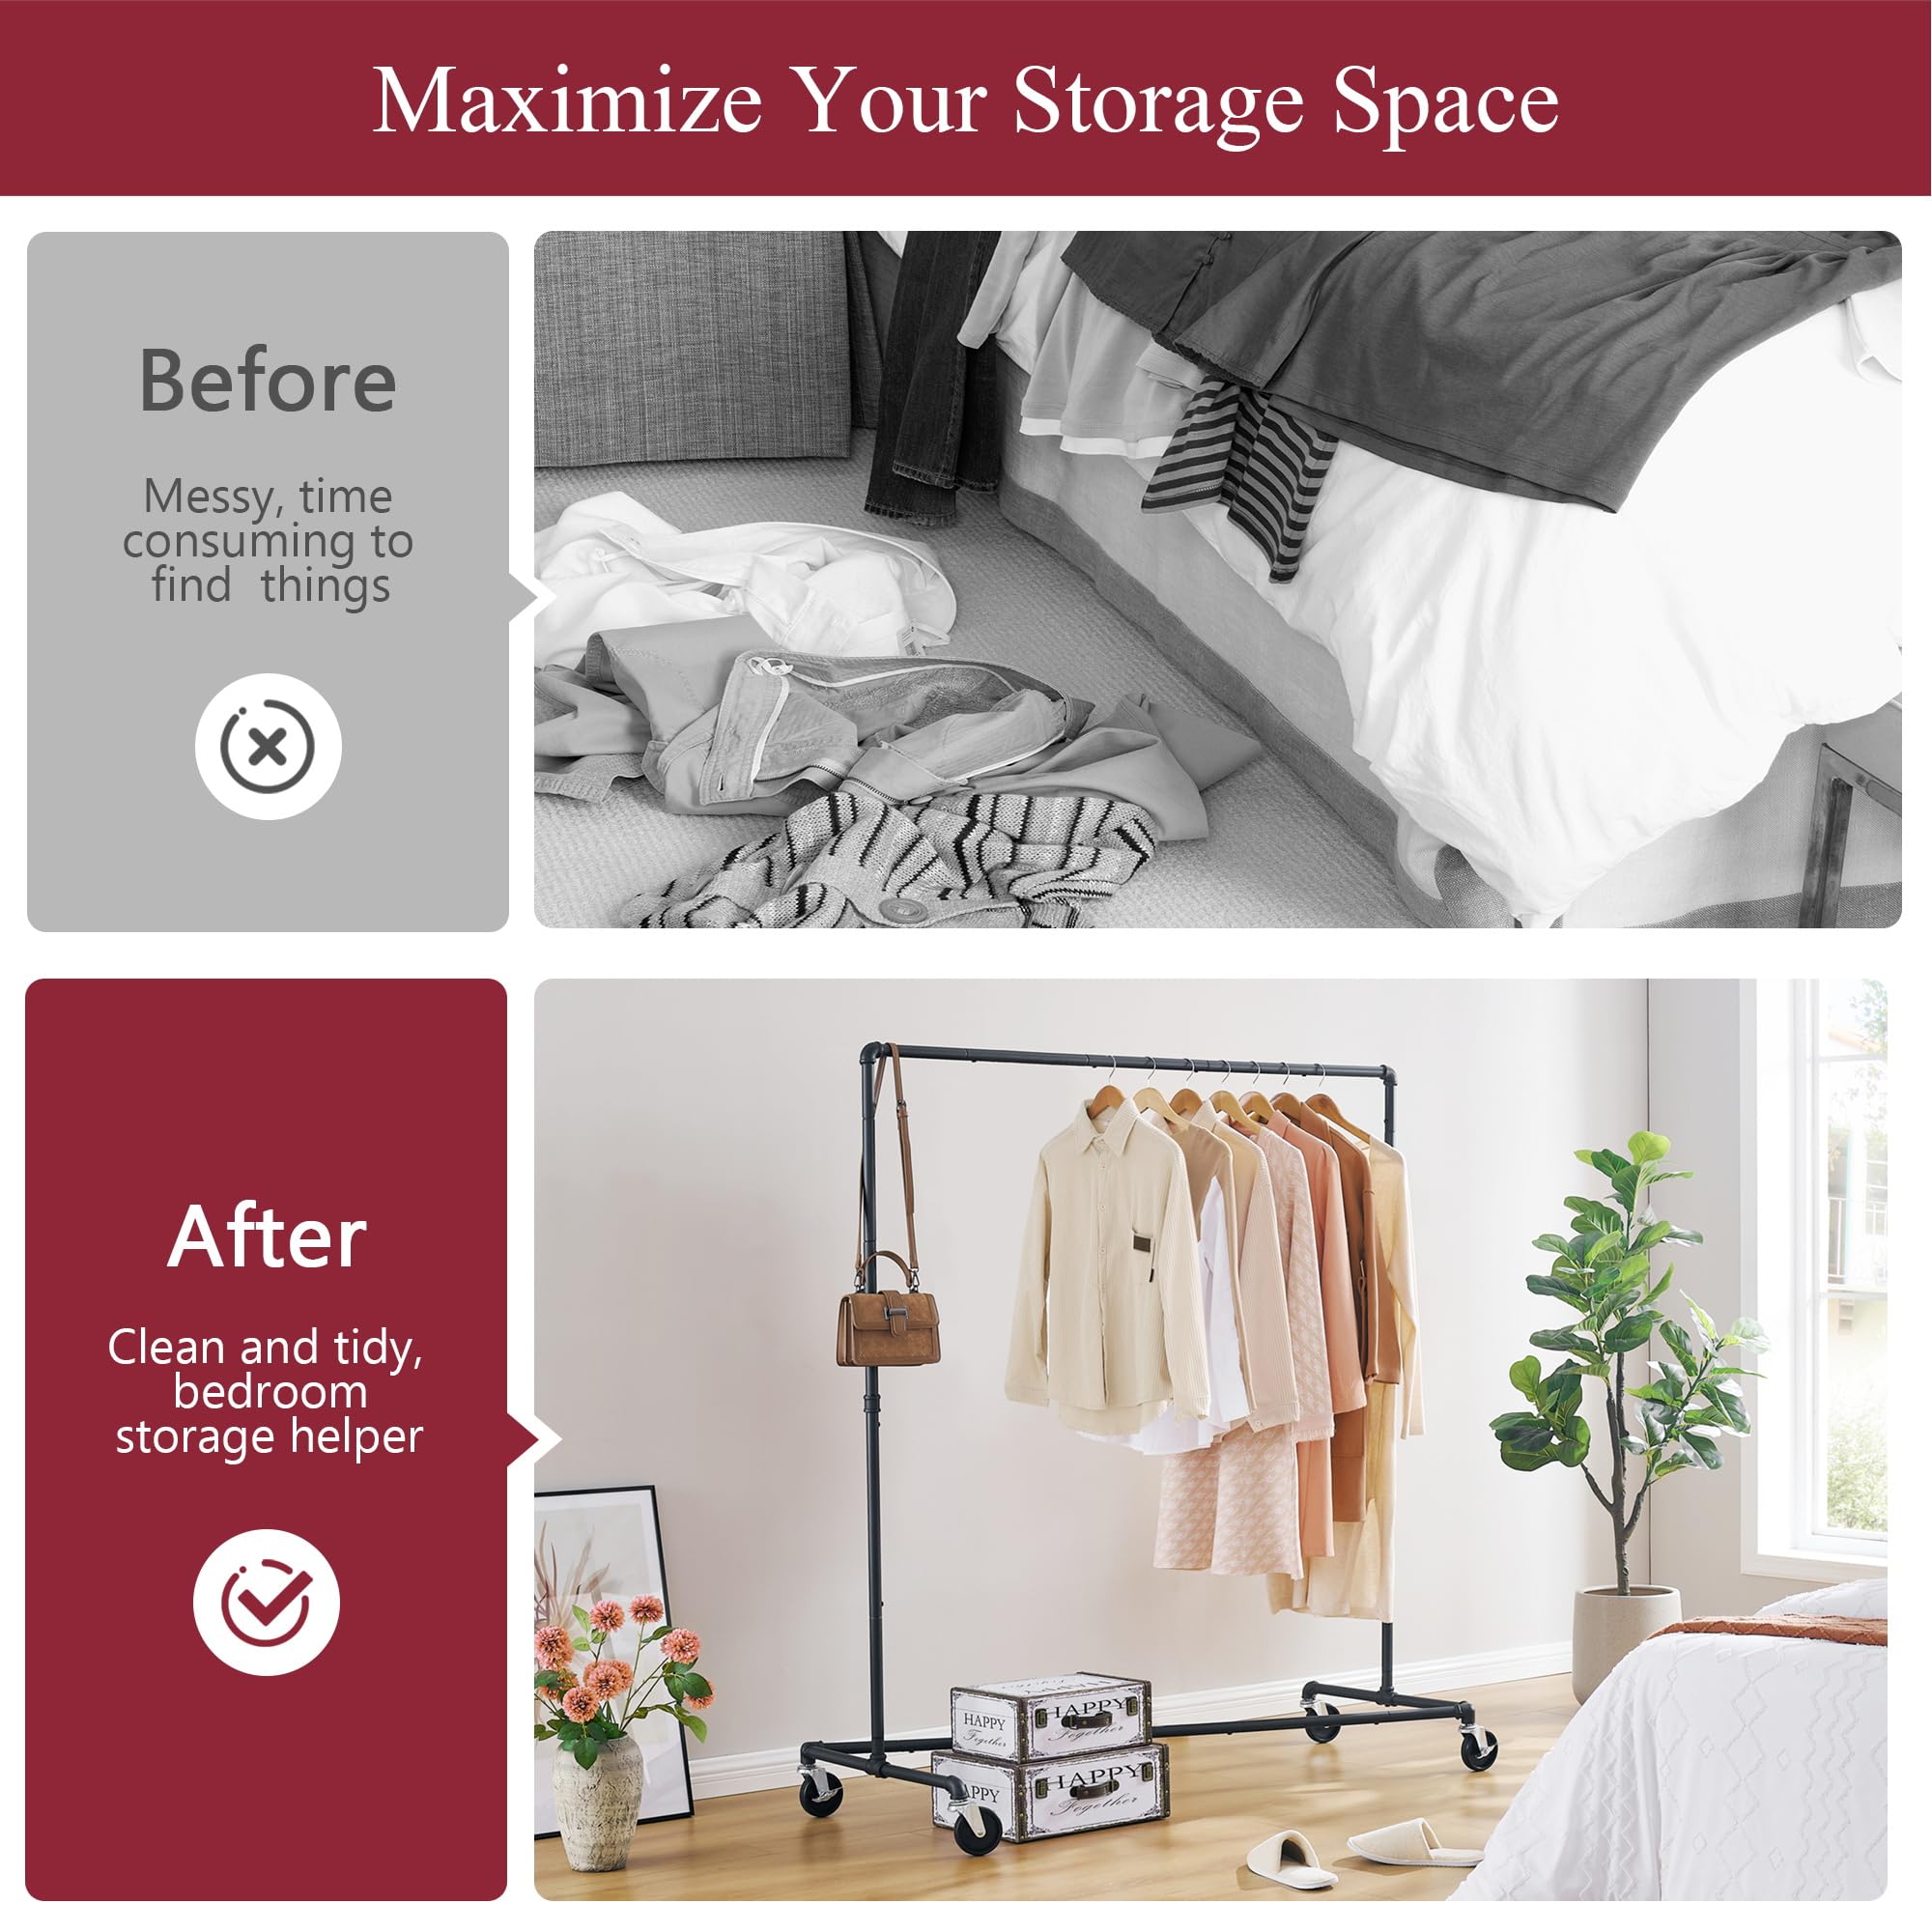 Maximize Your Storage Space
Before
Messy, time
consuming to
find  things
After
Clean and tidy,
bedroom
storage helper
HAPPY
Together
HAPPY
Together
APPY
HAPPY
Together